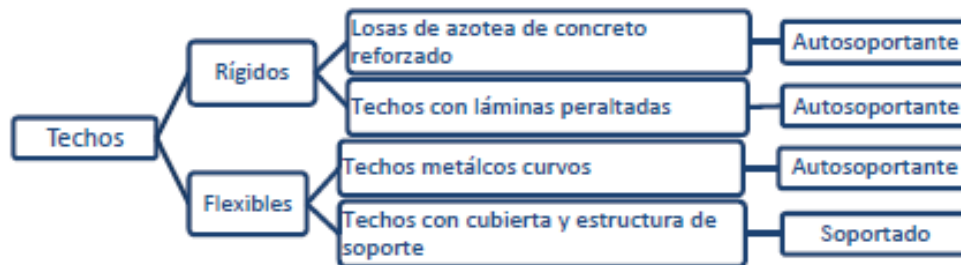 Techos
Rígidos
Losas de azotea de concreto
reforzado
Autosoportante
Techos con láminas peraltadas
Autosoportante
Flexibles
Techos metálcos curvos
Autosoportante
Techos con cubierta y estructura de
soporte
Soportado